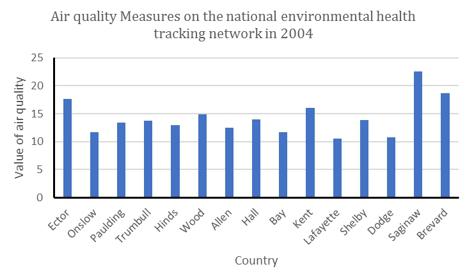 Air quality Measures on the national environmental health
tracking network in 2004
Value of air quality
25
20
15
10
5
0
Ector
Onslow
Paulding
Trumbull
Hinds
Wood
Allen
Hall
Bay
Kent
Lafayette
Shelby
Dodge
Saginaw
Brevard
Country